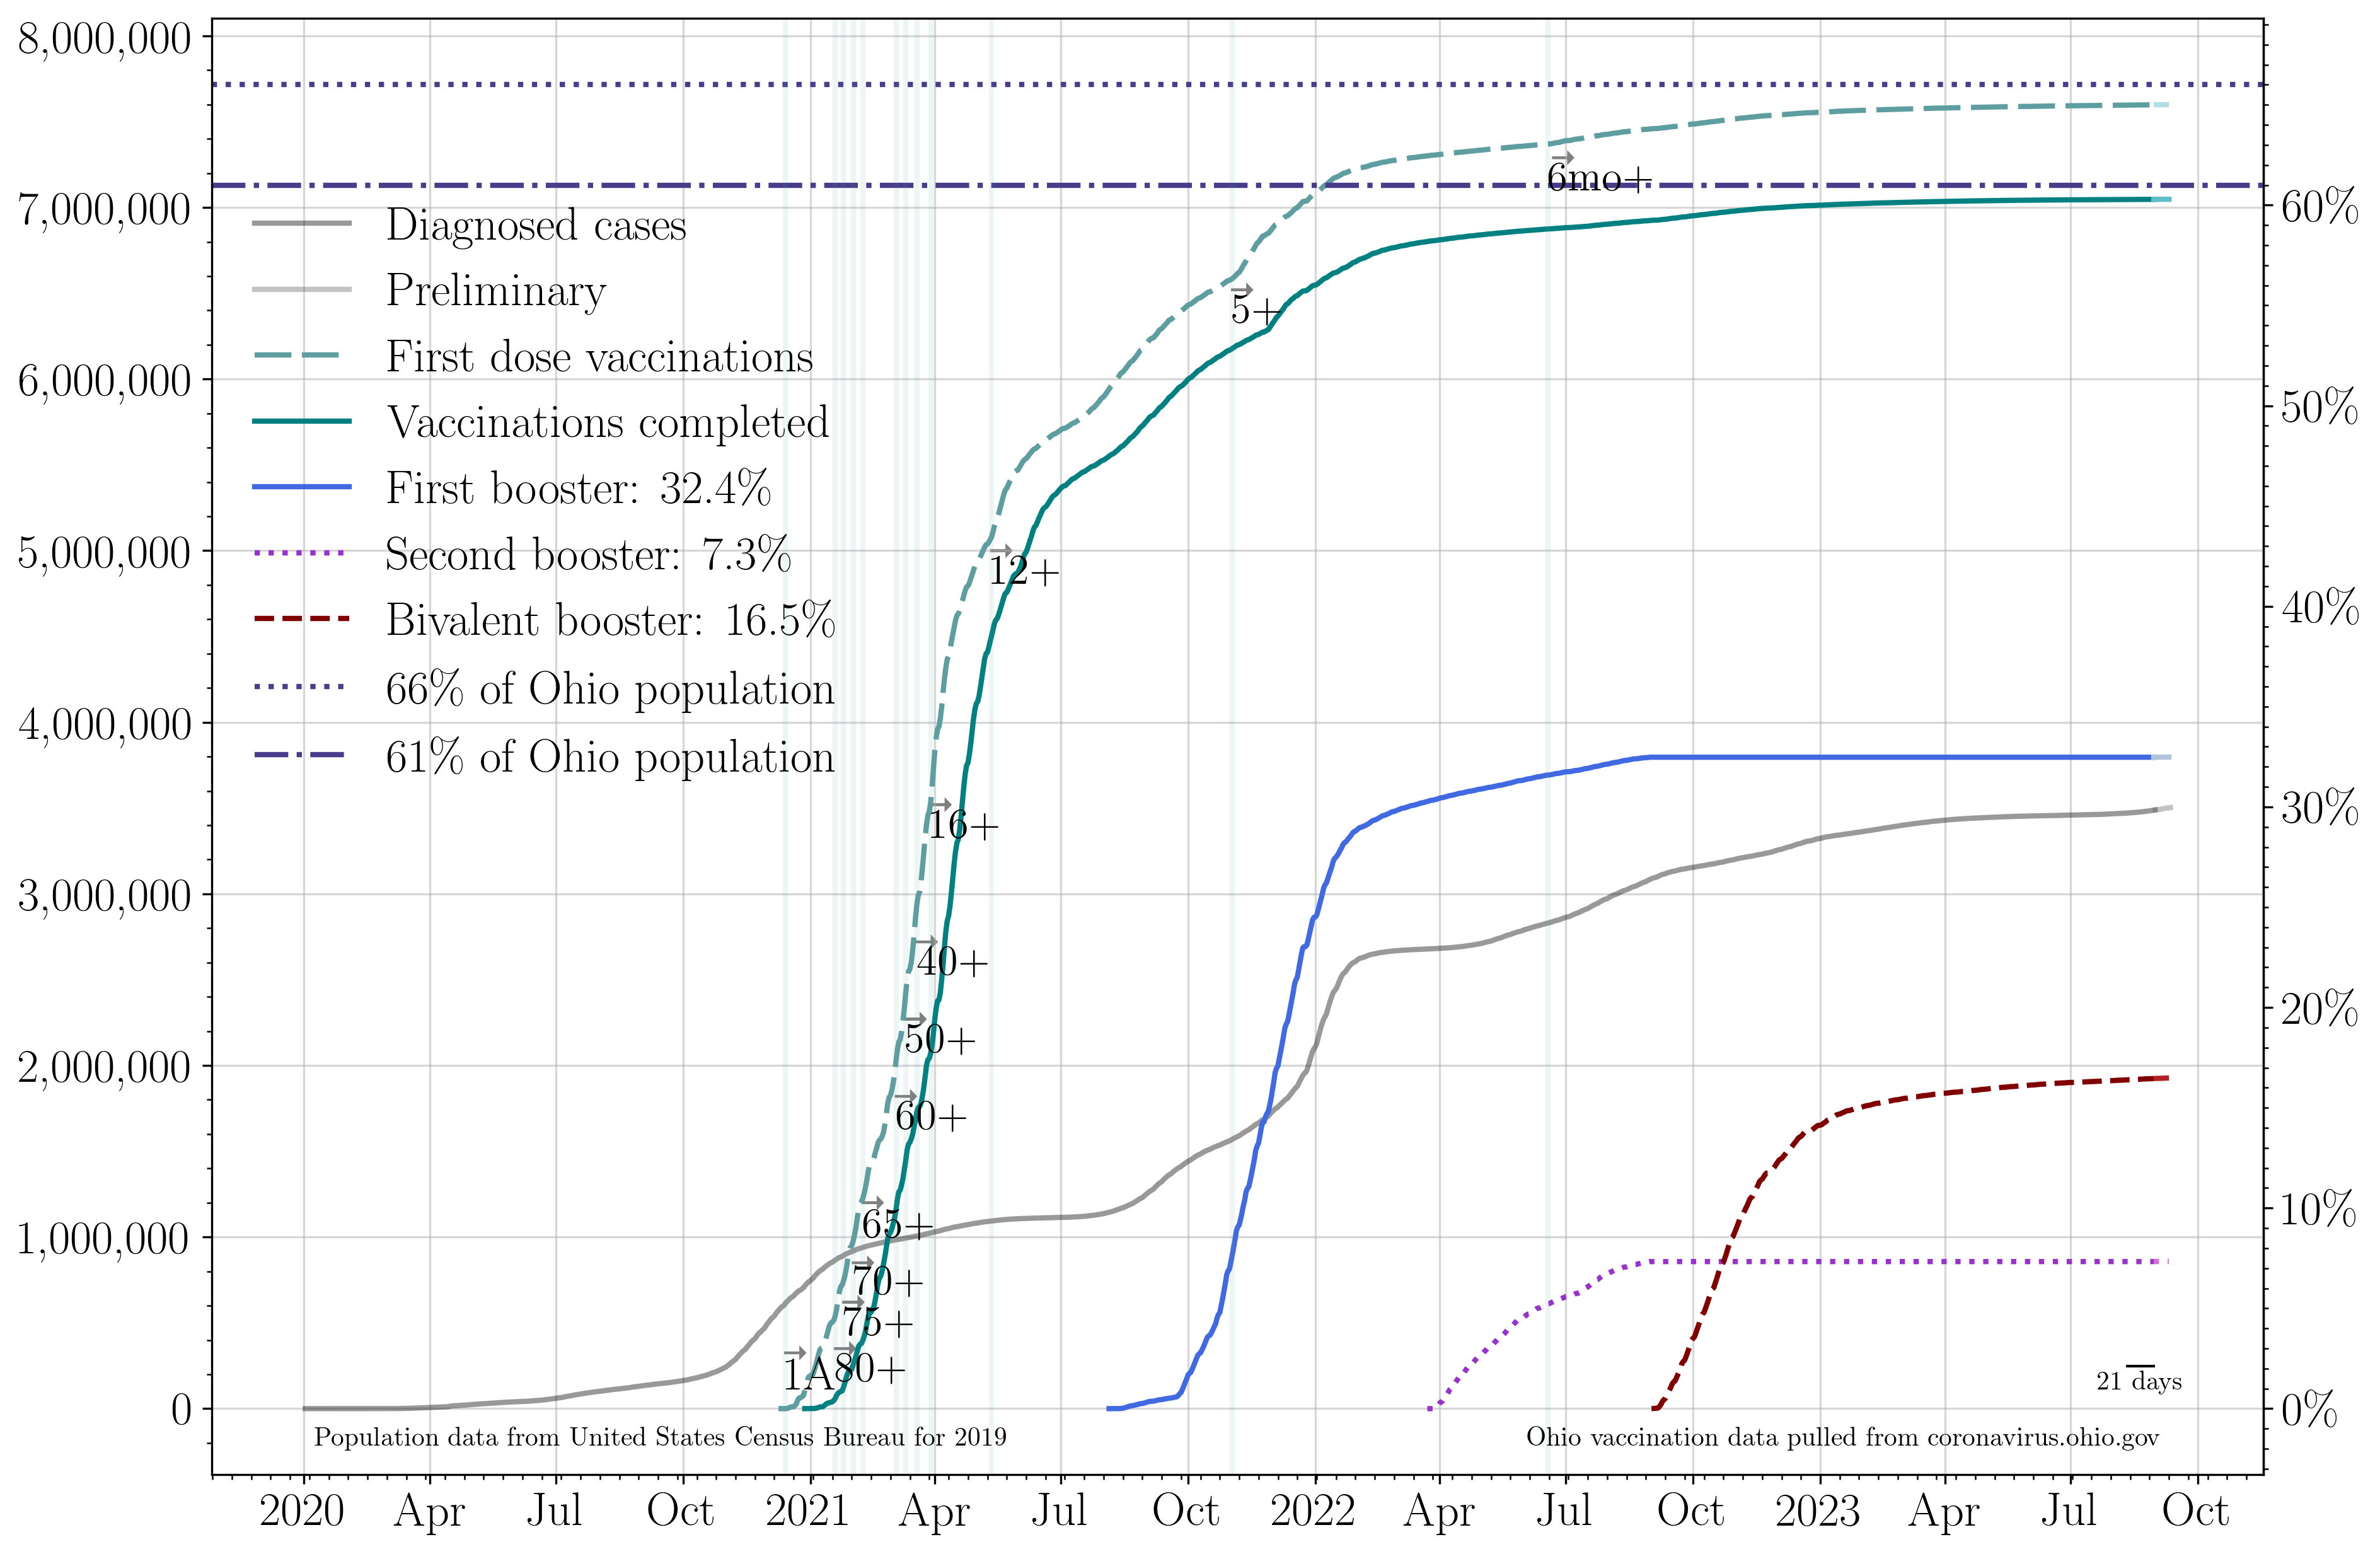 8,000,000
7,000,000
6,000,000
5,000,000
4,000,000
3,000,000
2,000,000
1,000,000
0
Diagnosed cases
Preliminary
First dose vaccinations
Vaccinations completed
First booster: 32.4%
Second booster: 7.3%
Bivalent booster: 16.5%
66% of Ohio population
61% of Ohio population
6mo+
5+
12+
16+
40+
50+
60+
65+
70+
75+
80+
1A
60%
50%
40%
30%
20%
10%
0%
21 days
Population data from United States Census Bureau for 2019
Ohio vaccination data pulled from coronavirus.ohio.gov
2020 Apr Jul Oct 2021 Apr Jul Oct 2022 Apr Jul Oct 2023 Apr Jul Oct